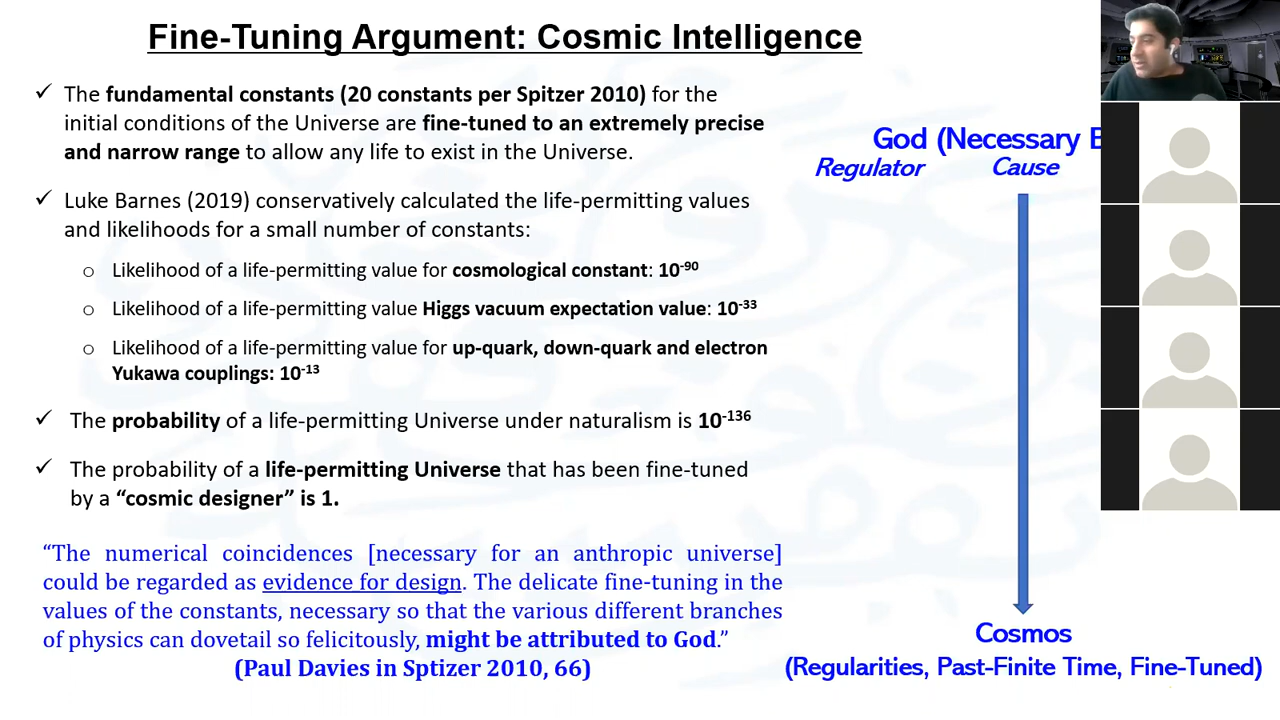 Fine-Tuning Argument: Cosmic Intelligence
✓ The fundamental constants (20 constants per Spitzer 2010) for the
initial conditions of the Universe are fine-tuned to an extremely precise
and narrow range to allow any life to exist in the Universe.
✓ Luke Barnes (2019) conservatively calculated the life-permitting values
and likelihoods for a small number of constants:
o Likelihood of a life-permitting value for cosmological constant: 10⁻⁹⁰
o Likelihood of a life-permitting value Higgs vacuum expectation value: 10⁻³³
o Likelihood of a life-permitting value for up-quark, down-quark and electron
Yukawa couplings: 10⁻¹³
✓ The probability of a life-permitting Universe under naturalism is 10⁻¹³⁶
✓ The probability of a life-permitting Universe that has been fine-tuned
by a “cosmic designer” is 1.
“The numerical coincidences [necessary for an anthropic universe]
could be regarded as evidence for design. The delicate fine-tuning in the
values of the constants, necessary so that the various different branches
of physics can dovetail so felicitously, might be attributed to God.”
(Paul Davies in Sptizer 2010, 66)
God (Necessary
Regulator Cause
Cosmos
(Regularities, Past-Finite Time, Fine-Tuned)